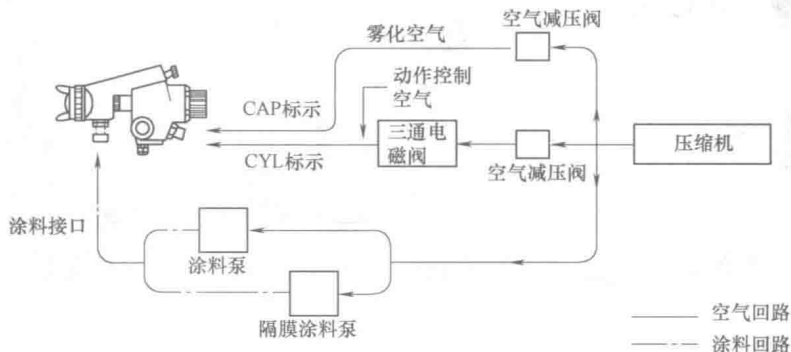 雾化空气
空气减压阀
动作控制
空气
CAP标示
三通电
磁阀
压缩机
CYL标示
空气减压阀
涂料接口
涂料泵
隔膜涂料泵
空气回路
涂料回路